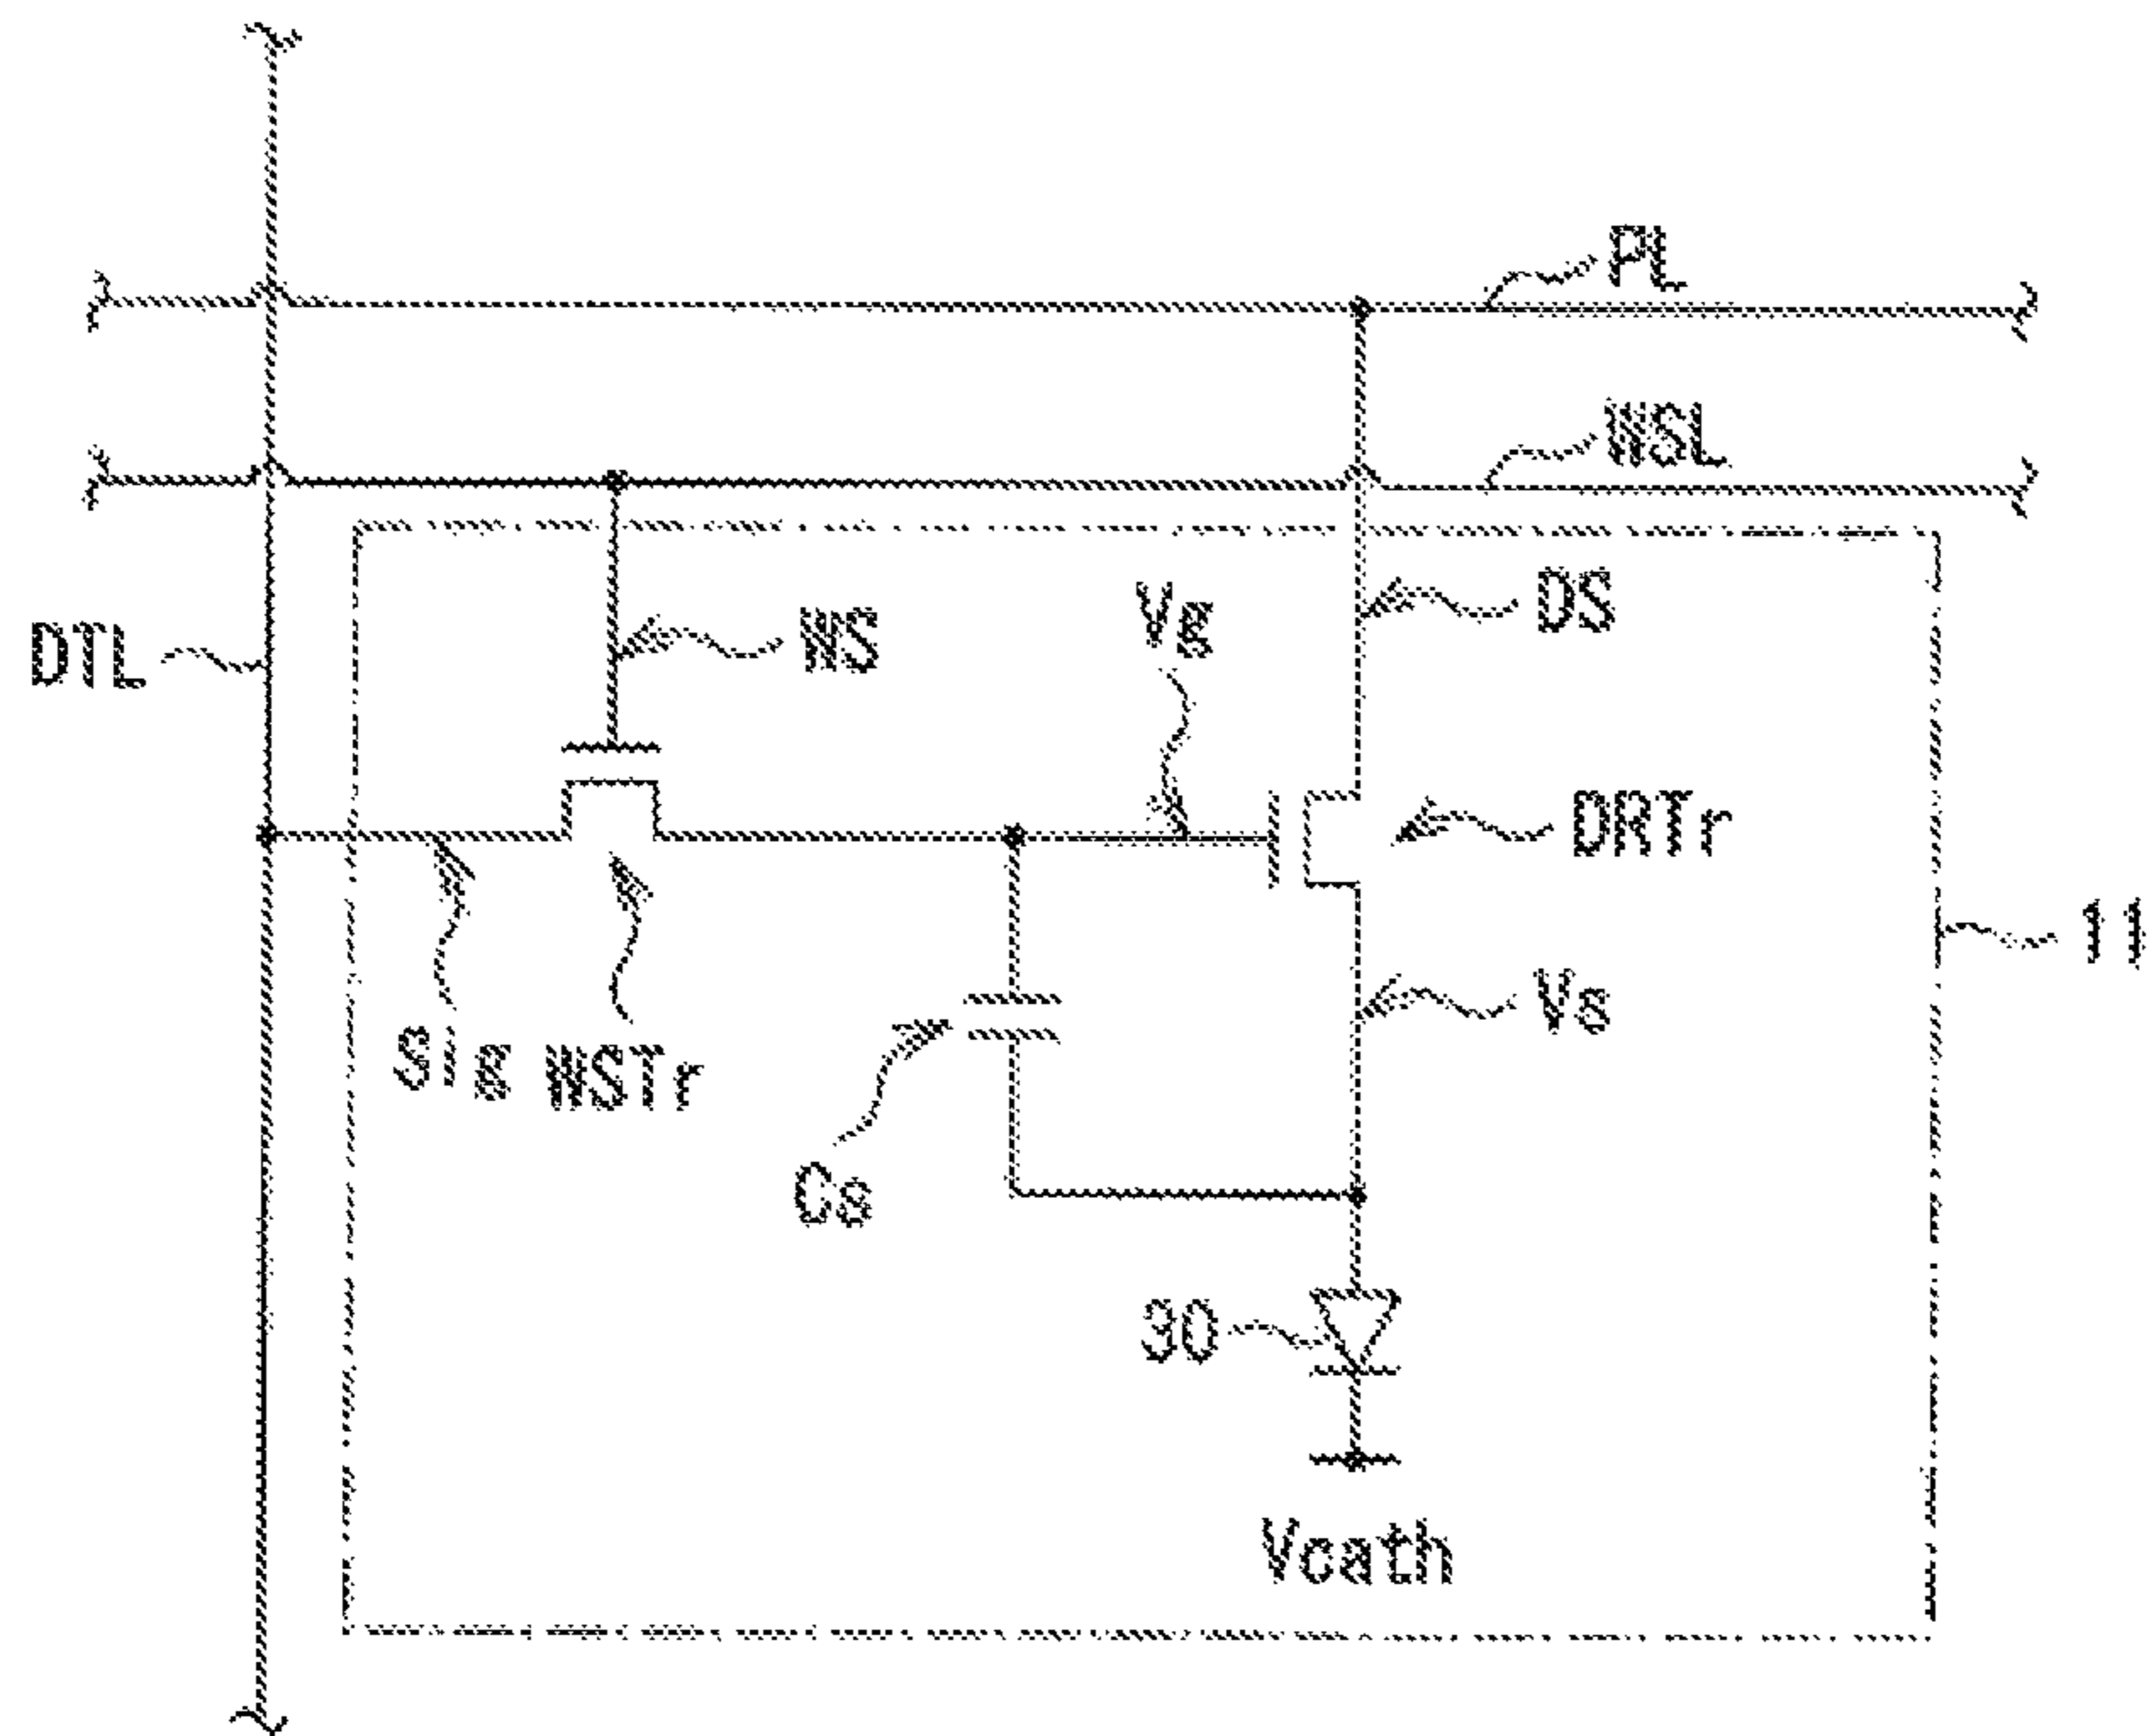 PL
WSL
DS
Vg
DTL
WS
DRTr
11
Vs
Sig
WSTr
Cs
30
Vcath